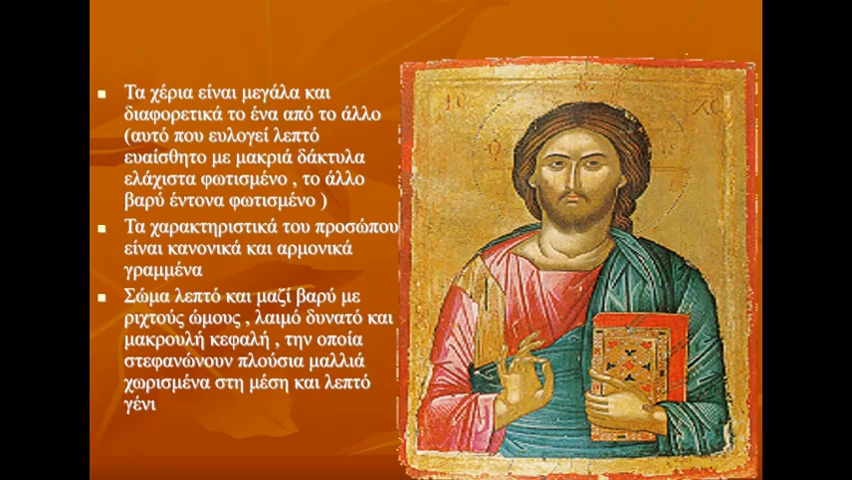 Τα χέρια είναι μεγάλα και
διαφορετικά το ένα από το άλλο
(αυτό που ευλογεί λεπτό
ευαίσθητο με μακριά δάκτυλα
ελάχιστα φωτισμένο , το άλλο
βαρύ έντονα φωτισμένο )
Τα χαρακτηριστικά του προσώπου
είναι κανονικά και αρμονικά
γραμμένα
Σώμα λεπτό και μαζί βαρύ με
ριχτούς ώμους , λαιμό δυνατό και
μακρουλή κεφαλή , την οποία
στεφανώνουν πλούσια μαλλιά
χωρισμένα στη μέση και λεπτό
γένι